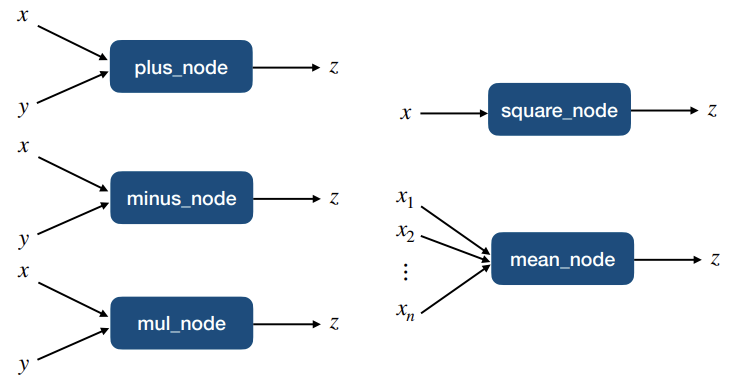 x
y
plus_node
z
x
y
minus_node
z
x
y
mul_node
z
x
square_node
z
x₁
x₂
⋮
xₙ
mean_node
z